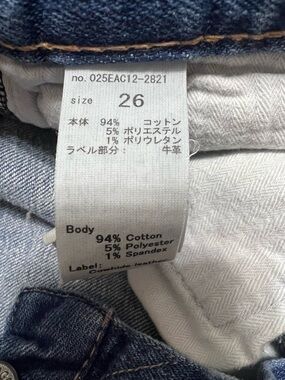 no. 025EAC12-2821
size 26
本体 94% コットン
5% ポリエステル
1% ポリウレタン
ラベル部分: 牛革
Body
94% Cotton
5% Polyester
1% Spandex
Label:
Cowhide leather